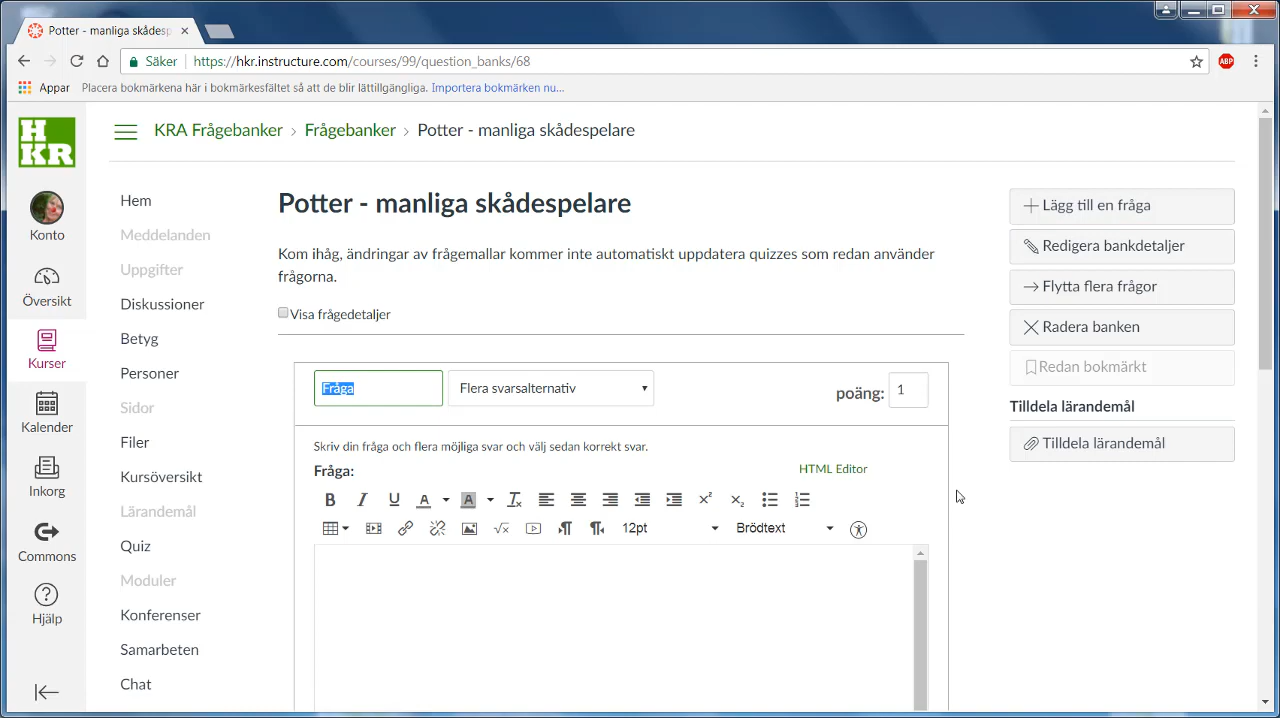 Potter - manliga skådesp
Säker
https://hkr.instructure.com/courses/99/question_banks/68
ABP
Appar
Placera bokmärkena här i bokmärkesfältet så att de blir lättillgängliga. Importera bokmärken nu...
HKR
Konto
Översikt
Kurser
Kalender
Inkorg
Commons
Hjälp
KRA Frågebanker › Frågebanker › Potter - manliga skådespelare
Hem
Meddelanden
Uppgifter
Diskussioner
Betyg
Personer
Sidor
Filer
Kursöversikt
Lärandemål
Quiz
Moduler
Konferenser
Samarbeten
Chat
Potter - manliga skådespelare
Kom ihåg, ändringar av frågemallar kommer inte automatiskt uppdatera quizzes som redan använder
frågorna.
Visa frågedetaljer
Fråga
Flera svarsalternativ
poäng: 1
Skriv din fråga och flera möjliga svar och välj sedan korrekt svar.
Fråga:
HTML Editor
12pt
Brödtext
Lägg till en fråga
Redigera bankdetaljer
Flytta flera frågor
Radera banken
Redan bokmärkt
Tilldela lärandemål
Tilldela lärandemål